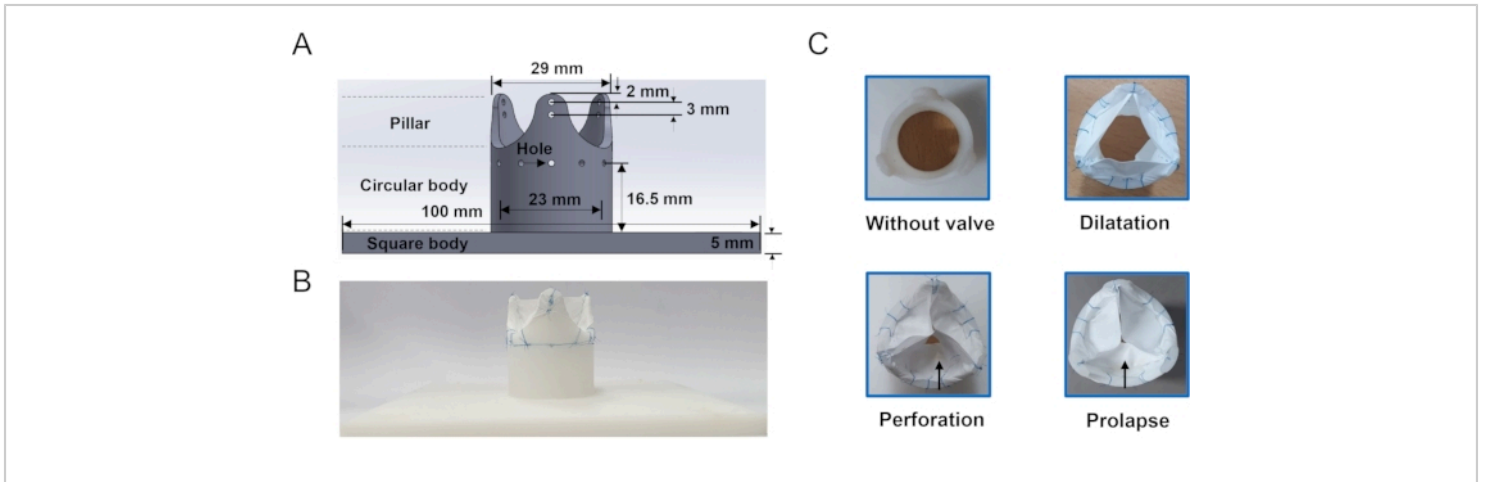 A
29 mm
2 mm
3 mm
Pillar
Hole
Circular body
23 mm
16.5 mm
100 mm
Square body
5 mm
B
C
Without valve
Dilatation
Perforation
Prolapse